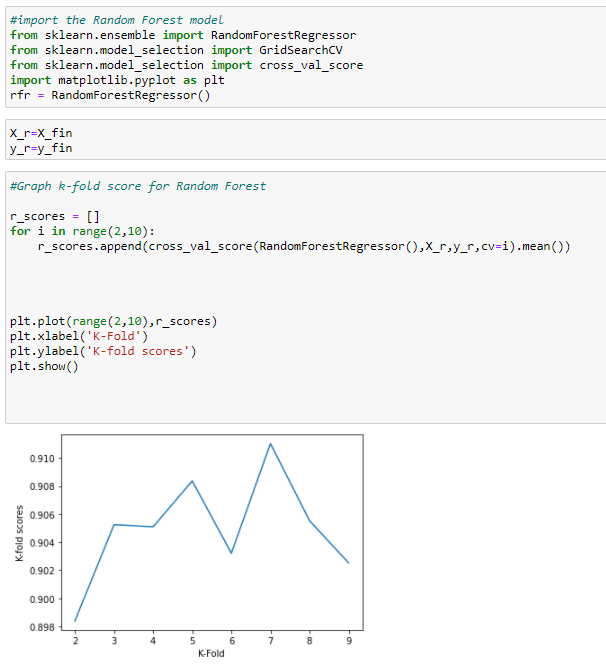 #import the Random Forest model
from sklearn.ensemble import RandomForestRegressor
from sklearn.model_selection import GridSearchCV
from sklearn.model_selection import cross_val_score
import matplotlib.pyplot as plt
rfr = RandomForestRegressor()
X_r=X_fin
y_r=y_fin
#Graph k-fold score for Random Forest
r_scores = []
for i in range(2,10):
    r_scores.append(cross_val_score(RandomForestRegressor(),X_r,y_r,cv=i).mean())
plt.plot(range(2,10),r_scores)
plt.xlabel('K-Fold')
plt.ylabel('K-fold scores')
plt.show()
K-fold scores
0.910
0.908
0.906
0.904
0.902
0.900
0.898
2 3 4 5 6 7 8 9
K-Fold